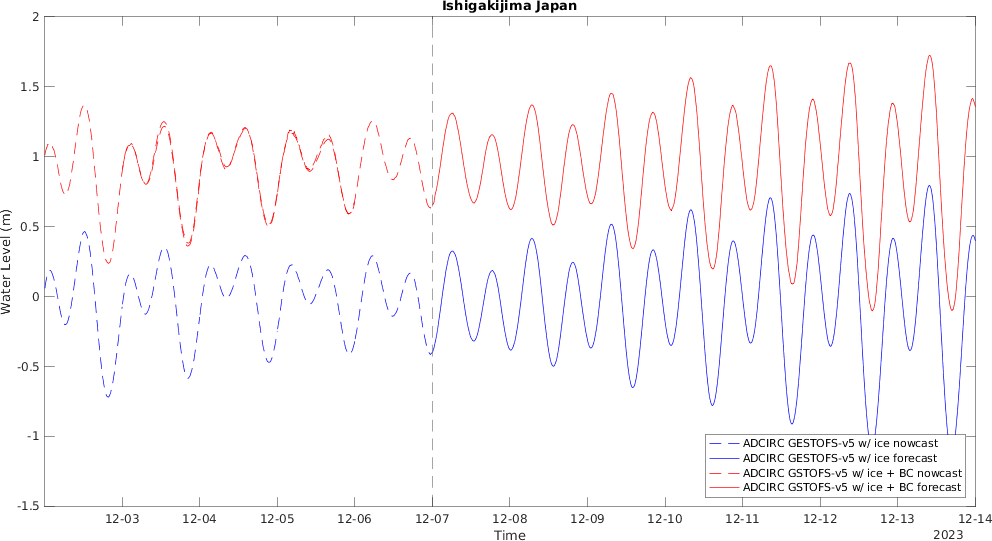 Ishigakijima Japan
Water Level (m)
2
1.5
1
0.5
0
-0.5
-1
-1.5
ADCIRC GESTOFS-v5 w/ ice nowcast
ADCIRC GESTOFS-v5 w/ ice forecast
ADCIRC GSTOFS-v5 w/ ice + BC nowcast
ADCIRC GSTOFS-v5 w/ ice + BC forecast
12-03 12-04 12-05 12-06 12-07 12-08 12-09 12-10 12-11 12-12 12-13 12-14
Time
2023